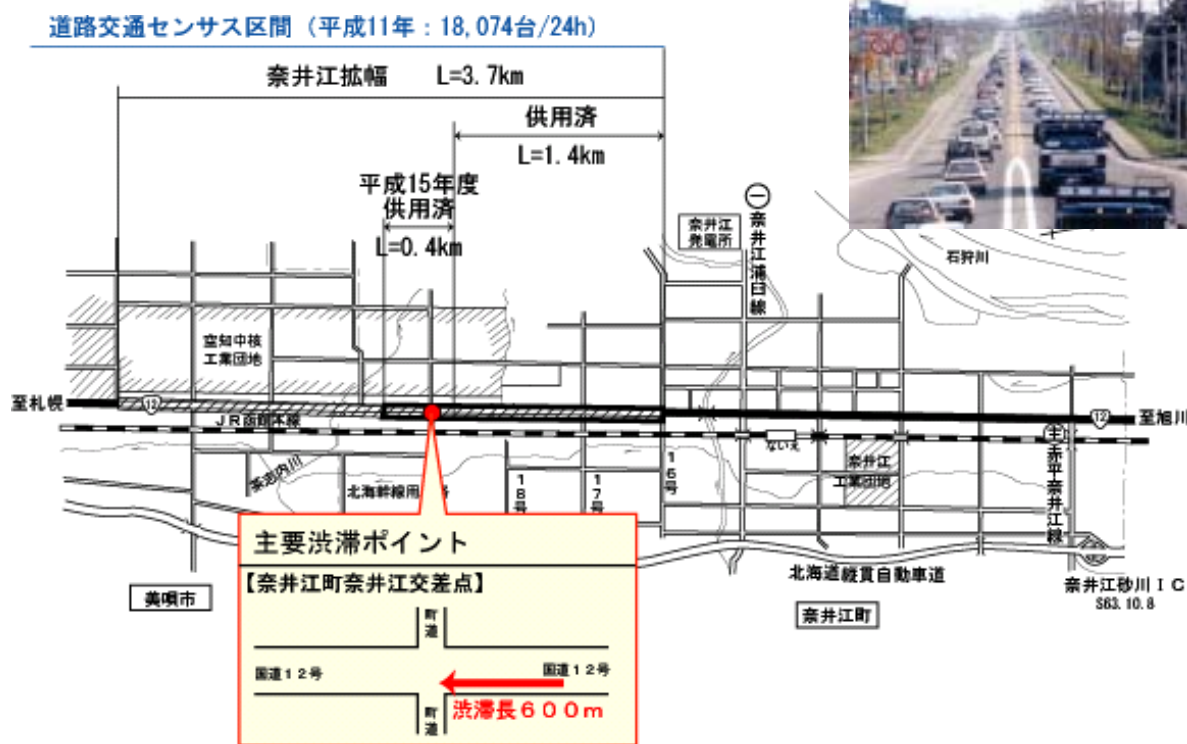 道路交通センサス区間（平成11年：18,074台/24h）
奈井江拡幅　L=3.7km
供用済
L=1.4km
平成15年度
供用済
L=0.4km
奈井江
発電所
一
奈井江浦臼線
石狩川
空知中核
工業団地
至札幌
12
JR函館本線
12
至旭川
ないえ
主
赤平奈井江線
茶志内川
北海幹線用
号
18号
17号
16号
奈井江
工業団地
主要渋滞ポイント
【奈井江町奈井江交差点】
町道
国道12号
国道12号
渋滞長600m
町道
美唄市
北海道縦貫自動車道
奈井江町
奈井江砂川IC
S63.10.8